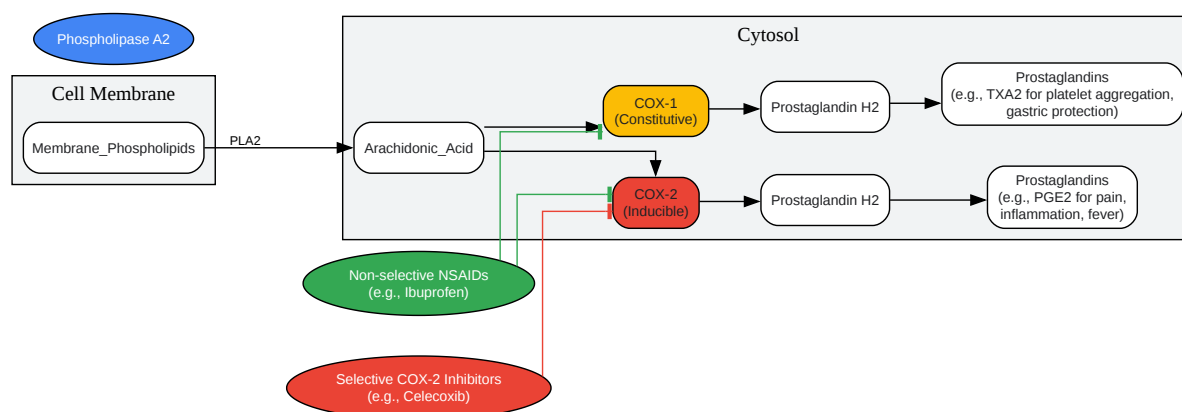 Phospholipase A2
Cell Membrane
Membrane_Phospholipids
PLA2
Cytosol
Arachidonic_Acid
COX-1
(Constitutive)
Prostaglandin H2
Prostaglandins
(e.g., TXA2 for platelet aggregation,
gastric protection)
COX-2
(Inducible)
Prostaglandin H2
Prostaglandins
(e.g., PGE2 for pain,
inflammation, fever)
Non-selective NSAIDs
(e.g., Ibuprofen)
Selective COX-2 Inhibitors
(e.g., Celecoxib)